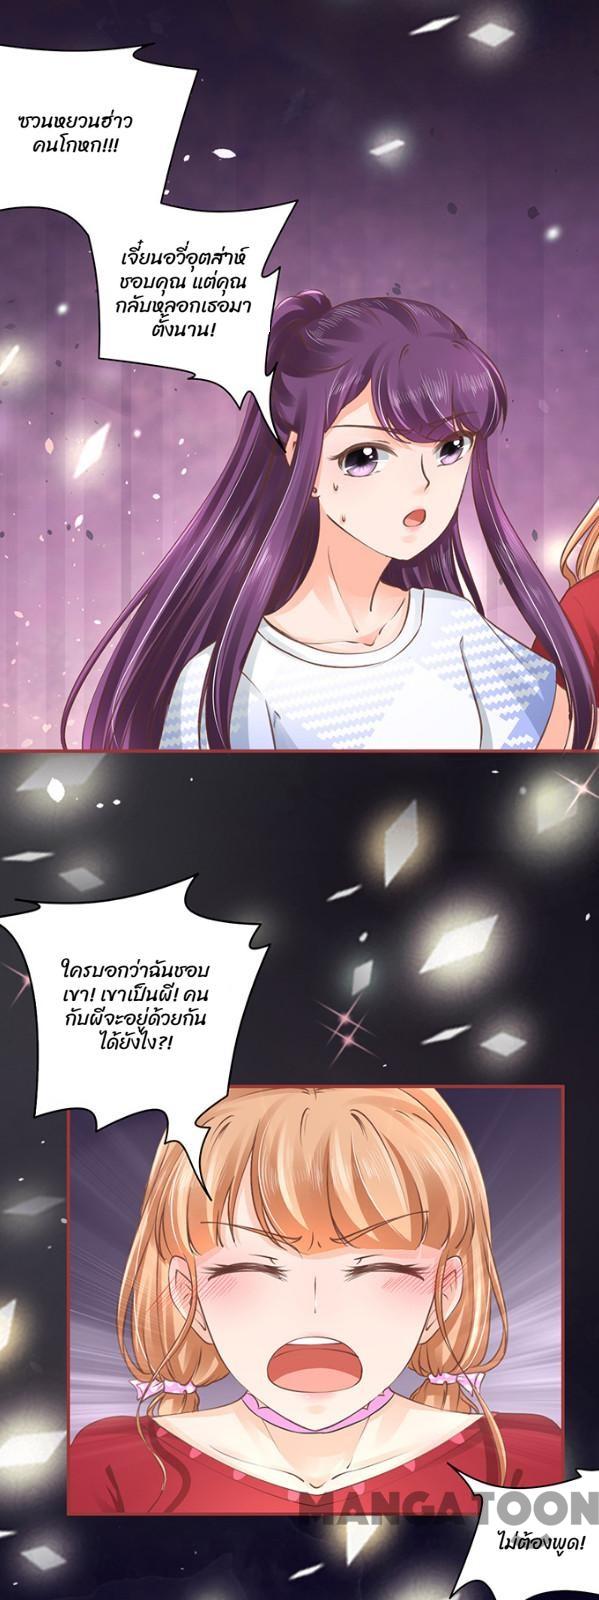 ซวนหยวนฮ่าว
คนโกหก!!!
เจี๋ยนอวี่อุตส่าห์
ชอบคุณ แต่คุณ
กลับหลอกเธอมา
ตั้งนาน!
ใครบอกว่าฉันชอบ
เขา! เขาเป็นผี! คน
กับผีจะอยู่ด้วยกัน
ได้ยังไง?!
MANGATOON
ไม่ต้องพูด!